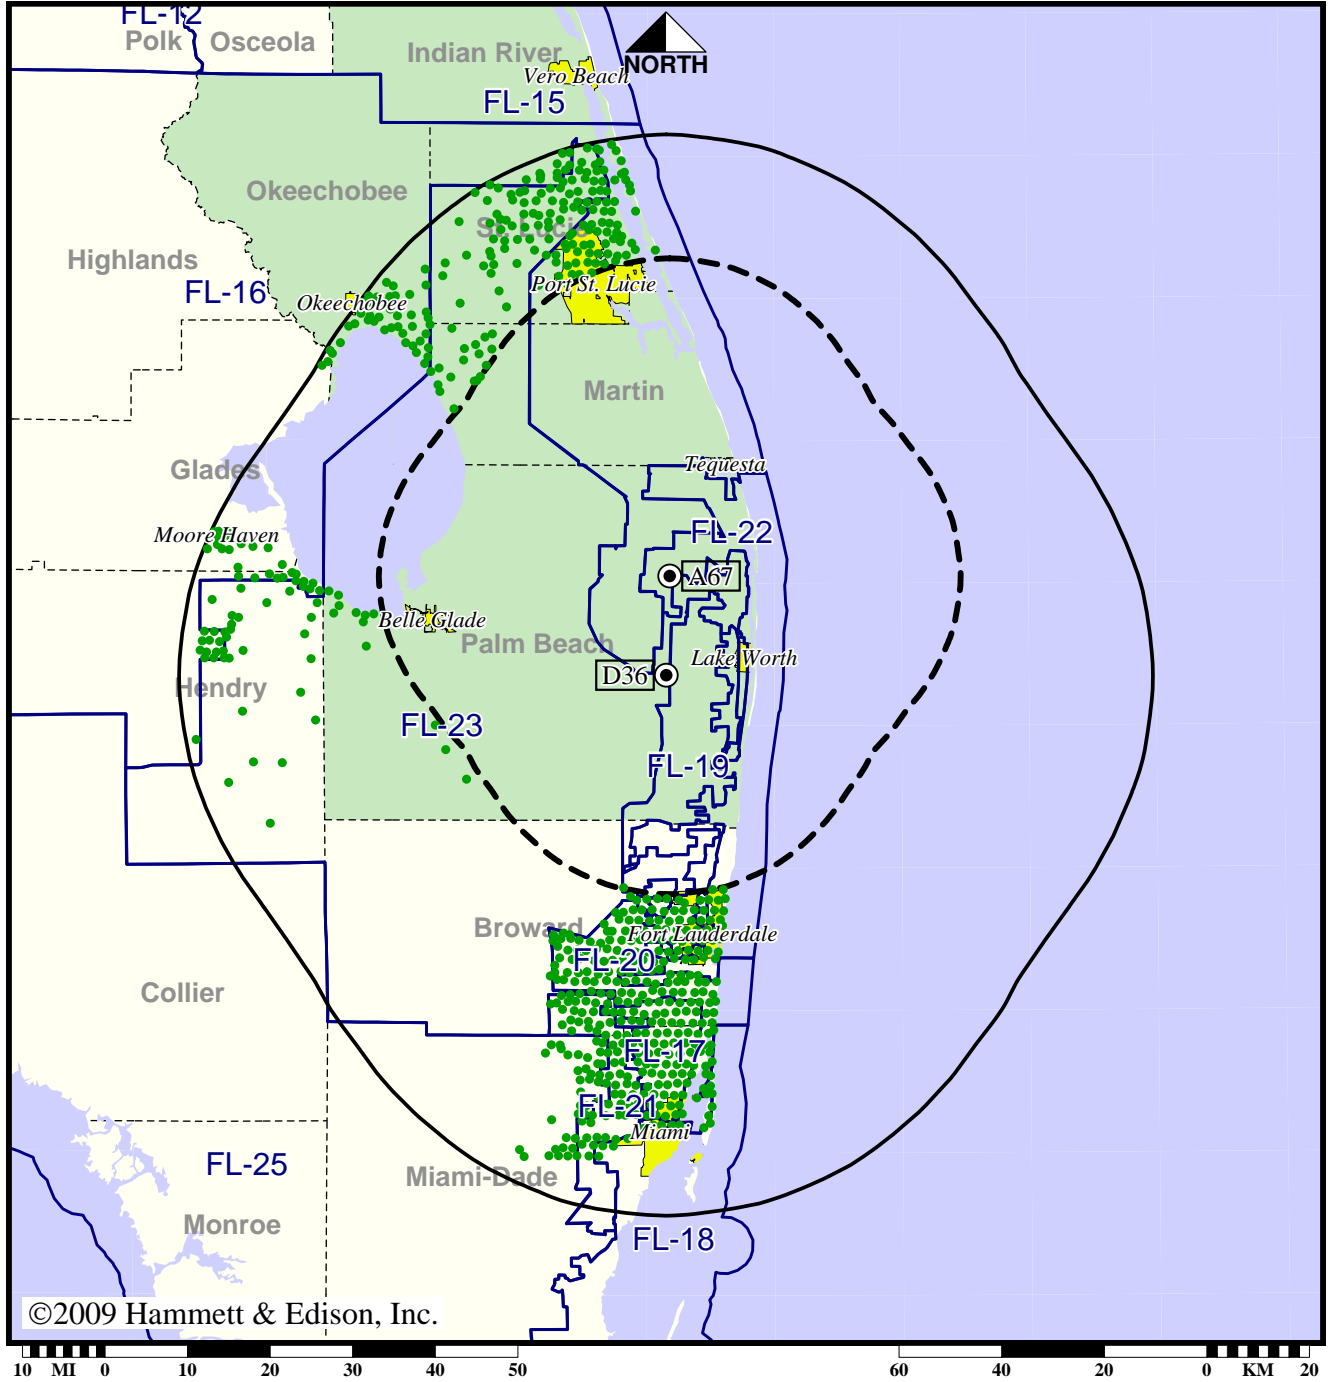 FL-12
Polk
Osceola
Indian River
NORTH
Vero Beach
FL-15
Okeechobee
St. Lucie
Highlands
FL-16
Okeechobee
Port St. Lucie
Martin
Glades
Tequesta
Moore Haven
FL-22
A67
Belle Glade
Palm Beach
Lake Worth
D36
Hendry
FL-23
FL-19
Broward
Fort Lauderdale
FL-20
Collier
FL-17
FL-21
Miami
FL-25
Miami-Dade
Monroe
FL-18
©2009 Hammett & Edison, Inc.
10 MI 0 10 20 30 40 50
60 40 20 0 KM 20